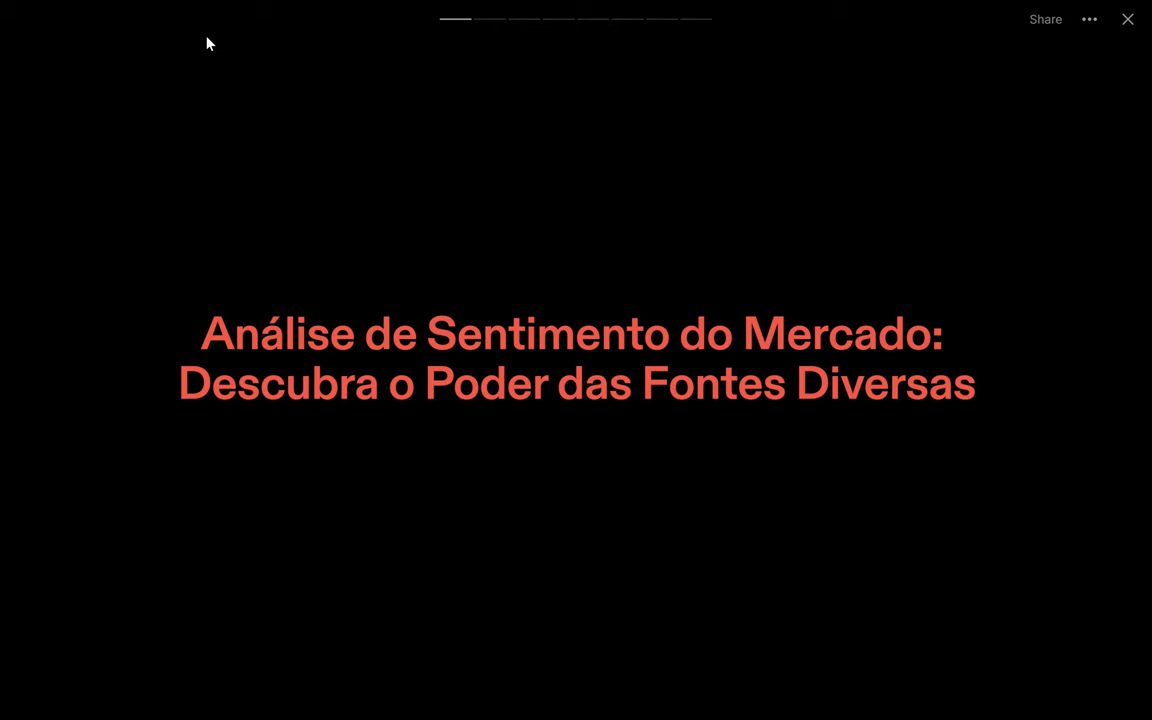 Share
Análise de Sentimento do Mercado:
Descubra o Poder das Fontes Diversas